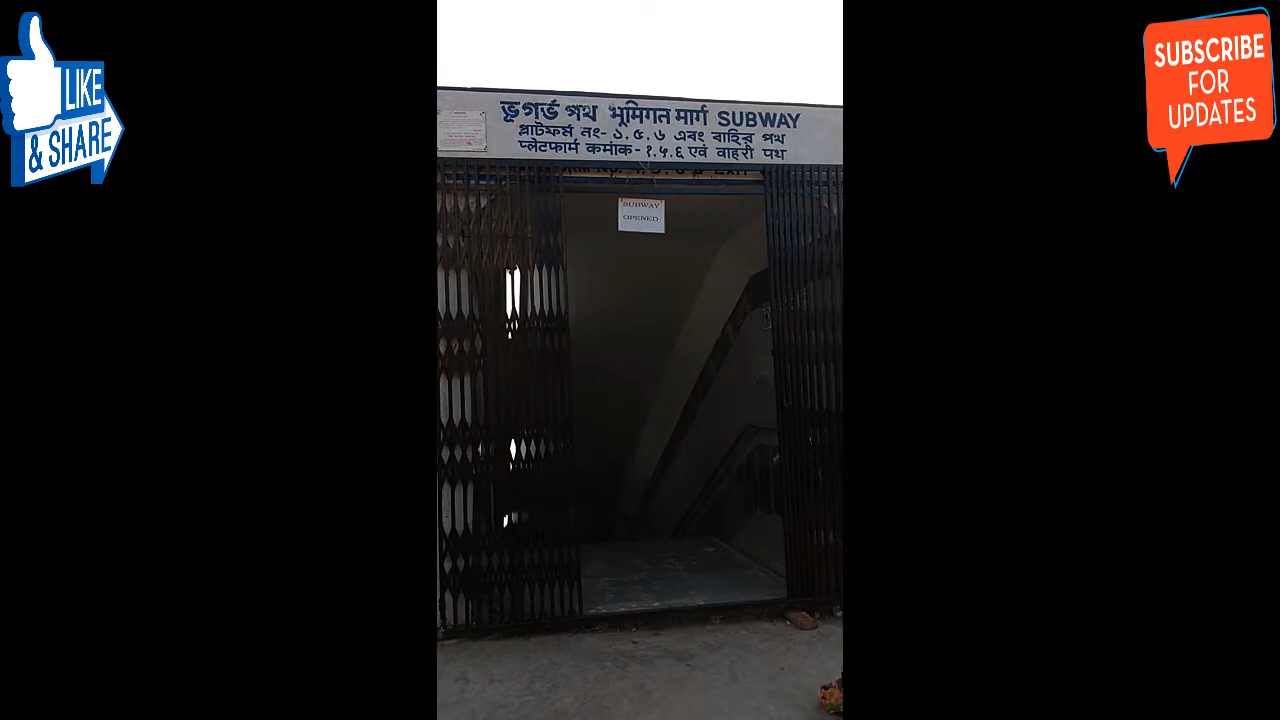 LIKE
& SHARE
SUBSCRIBE
FOR
UPDATES
ভূগর্ভ পথ भूमिगत मार्ग SUBWAY
প্লাটফর্ম নং- ১.৫.৬ এবং বাহির পথ
प्लेटफार्म कमांक- १.५.६ एवं वाहरी पथ
SUBWAY
OPENED